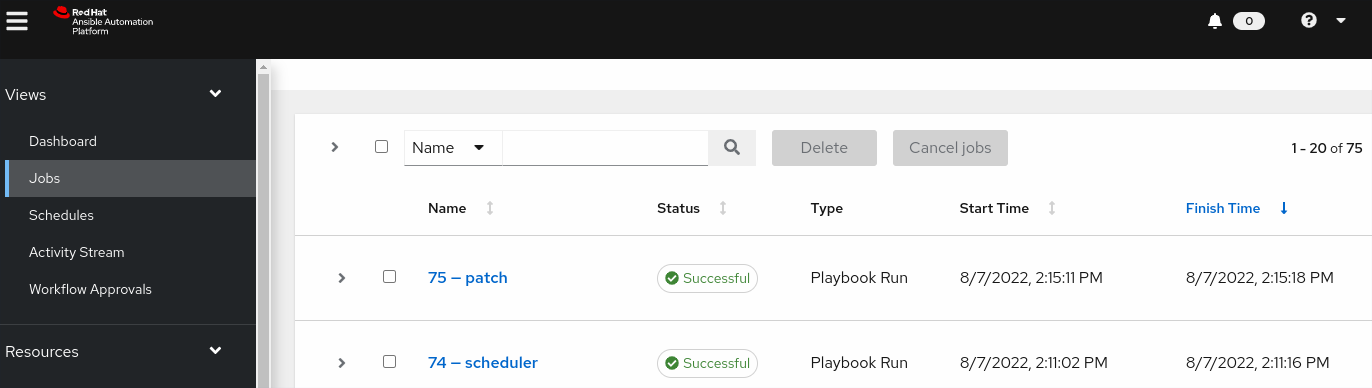 Red Hat
Ansible Automation
Platform
0
Views
Dashboard
Jobs
Schedules
Activity Stream
Workflow Approvals
Resources
Name
Delete
Cancel jobs
1 - 20 of 75
Name Status Type Start Time Finish Time
75 – patch Successful Playbook Run 8/7/2022, 2:15:11 PM 8/7/2022, 2:15:18 PM
74 – scheduler Successful Playbook Run 8/7/2022, 2:11:02 PM 8/7/2022, 2:11:16 PM